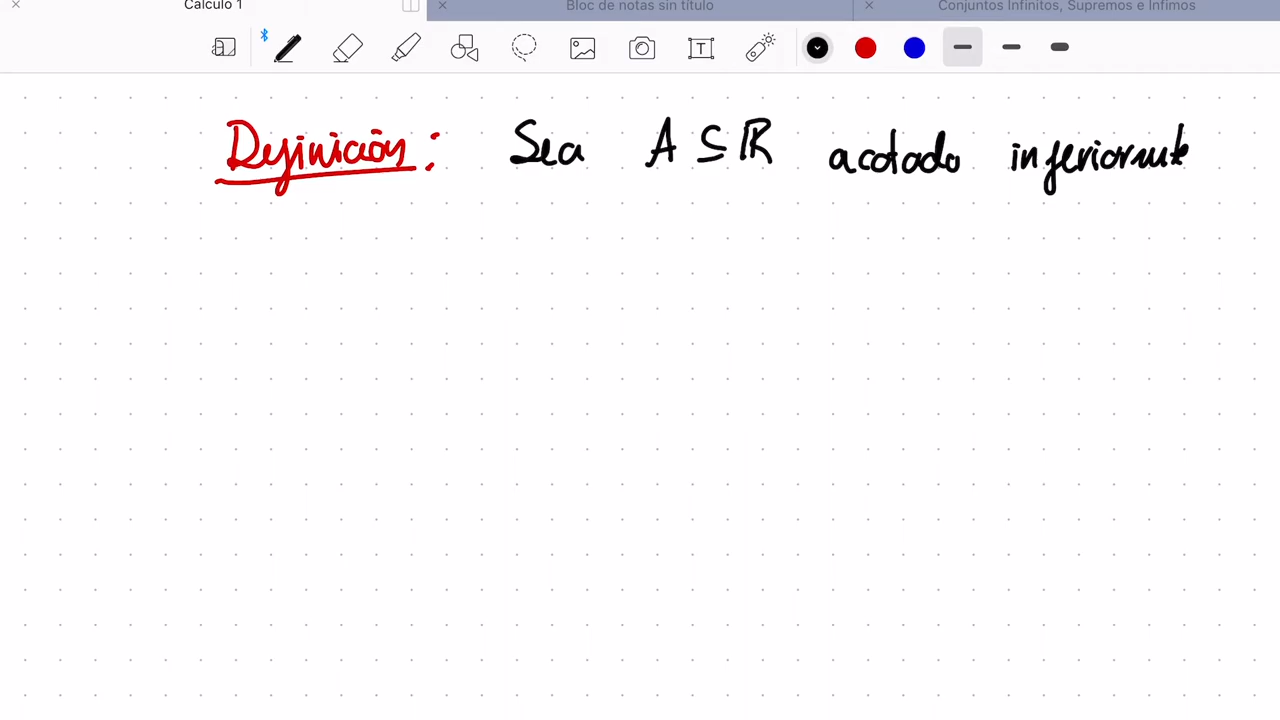 Calculo 1
Bloc de notas sin título
Conjuntos Infinitos, Supremos e Infimos
T
Definición: Sea A ⊆ ℝ acotado inferiormente